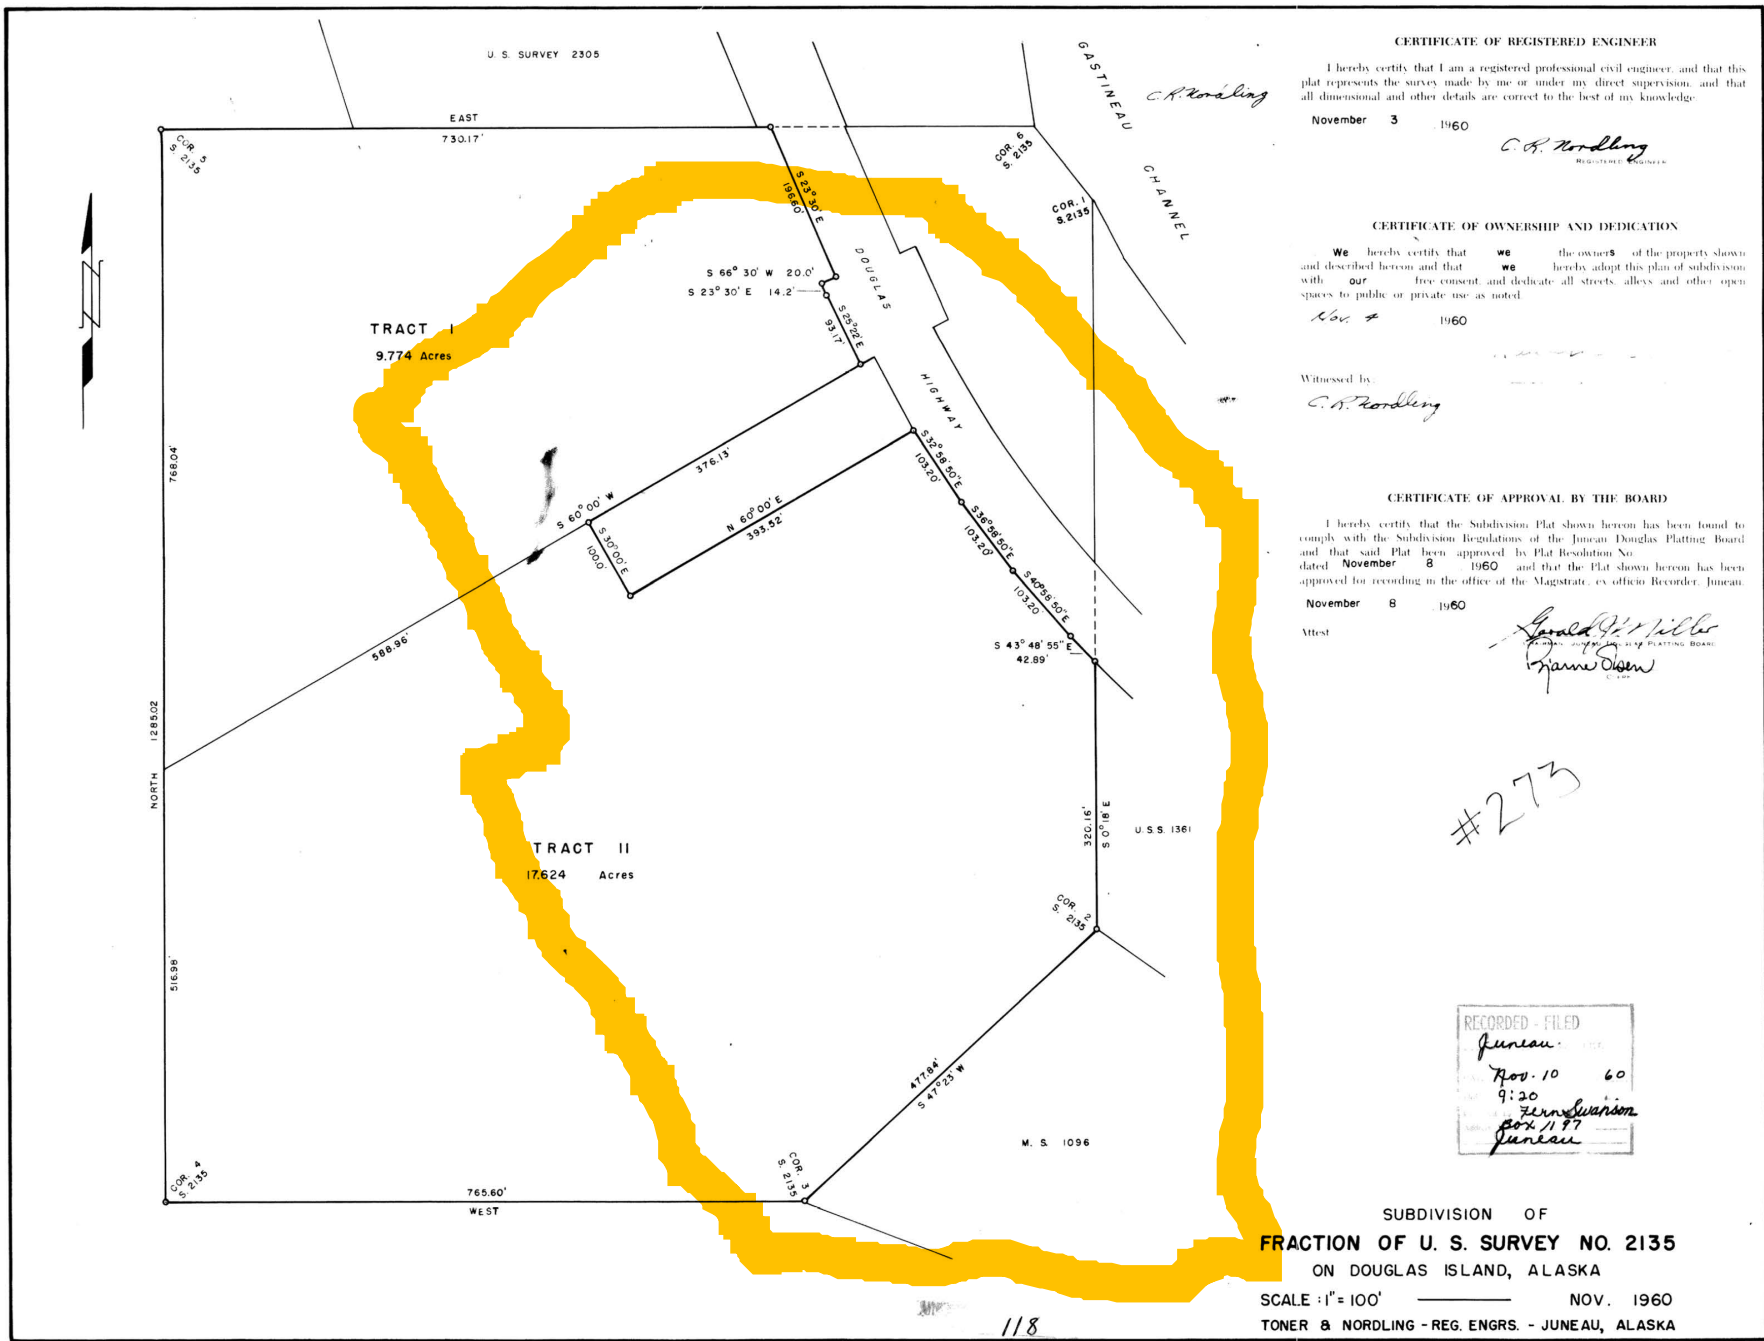 U. S. SURVEY 2305
GASTINEAU CHANNEL
C. R. Nordling
EAST
730.17'
COR. 5
S. 2135
COR. 6
S. 2135
COR. 1
S. 2135
S 23° 30' E
196.60'
S 66° 30' W 20.0'
S 23° 30' E 14.2'
S 25° 22' E
93.17'
DOUGLAS HIGHWAY
TRACT I
9.774 Acres
768.04'
376.13'
S 60° 00' W
N 60° 00' E
393.52'
S 30° 00' E
100.0'
S 32° 58' 50" E
103.20'
S 36° 58' 50" E
103.20'
S 40° 58' 50" E
103.20'
S 43° 48' 55" E
42.89'
588.96'
NORTH 1285.02
320.16'
S 0° 18' E
U. S. S. 1361
TRACT II
17.624 Acres
COR. 2
S. 2135
516.98'
477.84'
S 47° 23' W
M. S. 1096
COR. 4
S. 2135
COR. 3
S. 2135
765.60'
WEST
118
CERTIFICATE OF REGISTERED ENGINEER
I hereby certify that I am a registered professional civil engineer, and that this
plat represents the survey made by me or under my direct supervision, and that
all dimensional and other details are correct to the best of my knowledge.
November 3 1960
C. R. Nordling
REGISTERED ENGINEER
CERTIFICATE OF OWNERSHIP AND DEDICATION
We hereby certify that we the owners of the property shown
and described hereon and that we hereby adopt this plan of subdivision
with our free consent, and dedicate all streets, alleys and other open
spaces to public or private use as noted
Nov. 4 1960
Witnessed by
C. R. Nordling
CERTIFICATE OF APPROVAL BY THE BOARD
I hereby certify that the Subdivision Plat shown hereon has been found to
comply with the Subdivision Regulations of the Juneau Douglas Platting Board
and that said Plat been approved by Plat Resolution No.
dated November 8 1960 and that the Plat shown hereon has been
approved for recording in the office of the Magistrate, ex officio Recorder, Juneau.
November 8 1960
Attest
CHAIRMAN JUNEAU DOUGLAS PLATTING BOARD
Bjarne Olsen
CLERK
#273
RECORDED - FILED
Juneau
Nov. 10 60
9:20
Fern Swanson
Box 1197
Juneau
SUBDIVISION OF
FRACTION OF U. S. SURVEY NO. 2135
ON DOUGLAS ISLAND, ALASKA
SCALE : 1" = 100' NOV. 1960
TONER & NORDLING - REG. ENGRS. - JUNEAU, ALASKA